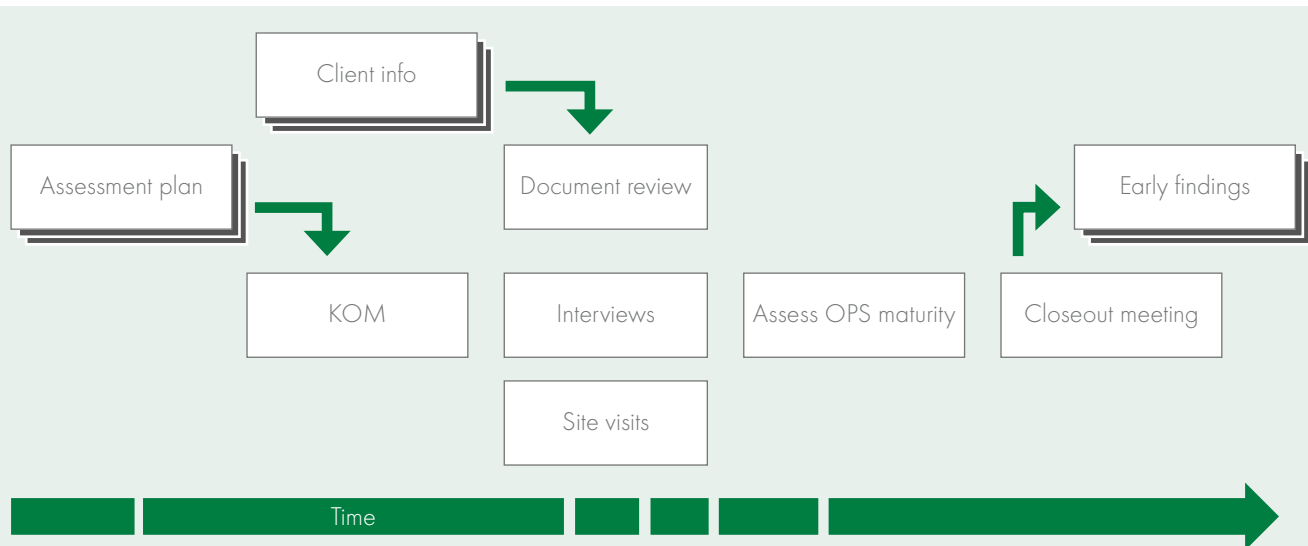 Client info
Assessment plan
Document review
Early findings
KOM
Interviews
Assess OPS maturity
Closeout meeting
Site visits
Time